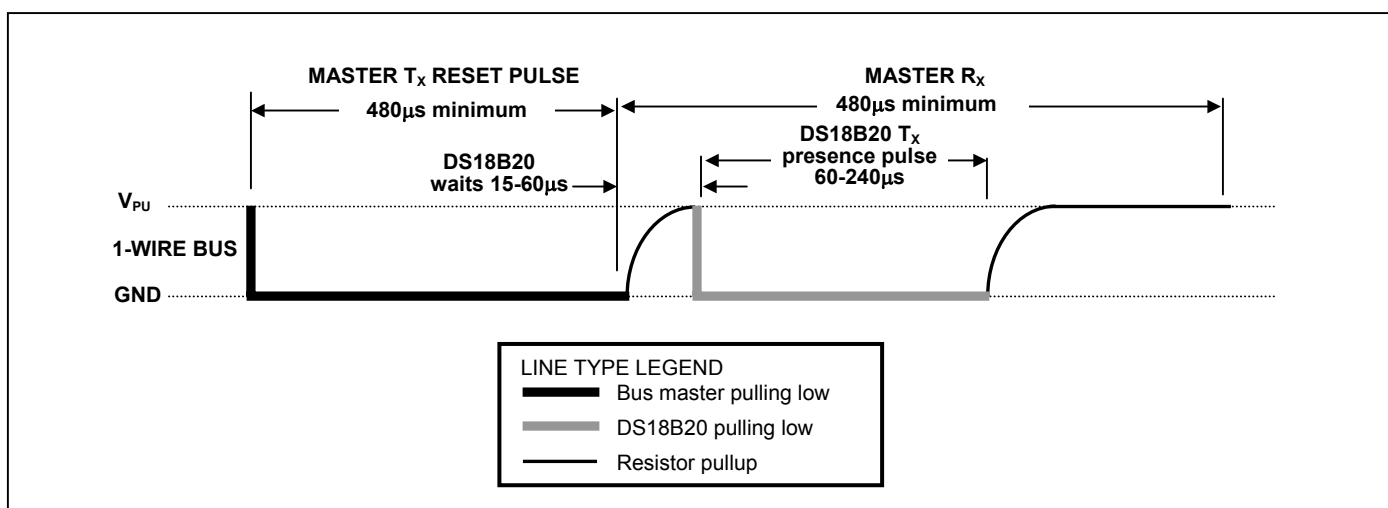 MASTER TX RESET PULSE
480μs minimum
MASTER RX
480μs minimum
DS18B20
waits 15-60μs
DS18B20 TX
presence pulse
60-240μs
VPU
1-WIRE BUS
GND
LINE TYPE LEGEND
Bus master pulling low
DS18B20 pulling low
Resistor pullup